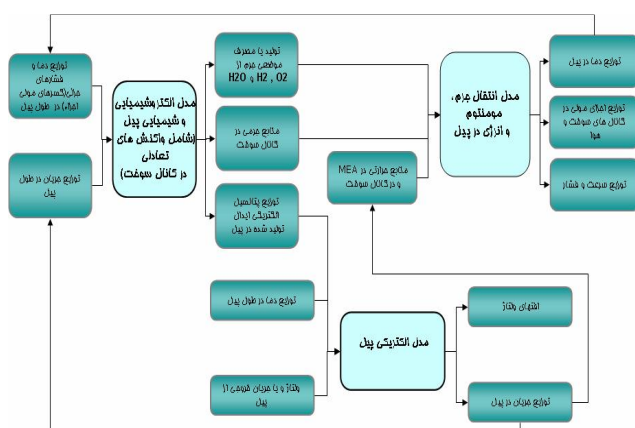 توزیع دما و
فشارهای
جزئی(کسرهای مولی
اجزاء) در طول پیل
توزیع جریان در طول
پیل
مدل الکتروشیمیایی
و شیمیایی پیل
(شامل واکنش های
تعادلی
در کانال سوخت)
تولید یا مصرف
موضعی جرم از
H2O و H2 , O2
منابع جرمی در
کانال سوخت
توزیع پتانسیل
الکتریکی ایدال
تولید شده در پیل
توزیع دما در طول پیل
ولتاژ و یا جریان خروجی از
پیل
منابع حرارتی در MEA
و در کانال سوخت
مدل الکتریکی پیل
مدل انتقال جرم،
مومنتوم
و انرژی در پیل
توزیع دما در پیل
توزیع اجزای مولی در
کانال های سوخت و
هوا
توزیع سرعت و فشار
افتهای ولتاژ
توزیع جریان در پیل